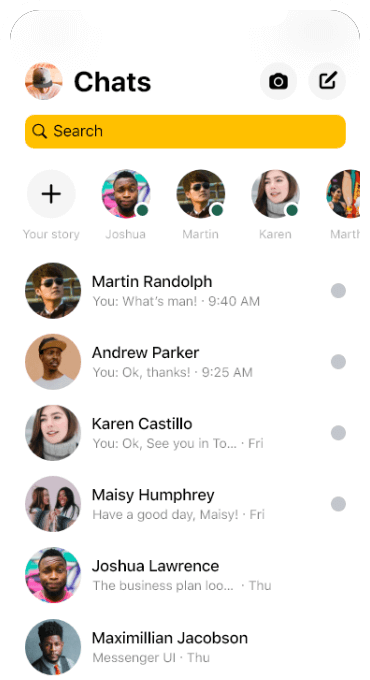 Chats
Search
Your story
Joshua
Martin
Karen
Marth
Martin Randolph
You: What's man! · 9:40 AM
Andrew Parker
You: Ok, thanks! · 9:25 AM
Karen Castillo
You: Ok, See you in To... · Fri
Maisy Humphrey
Have a good day, Maisy! · Fri
Joshua Lawrence
The business plan loo... · Thu
Maximillian Jacobson
Messenger UI · Thu